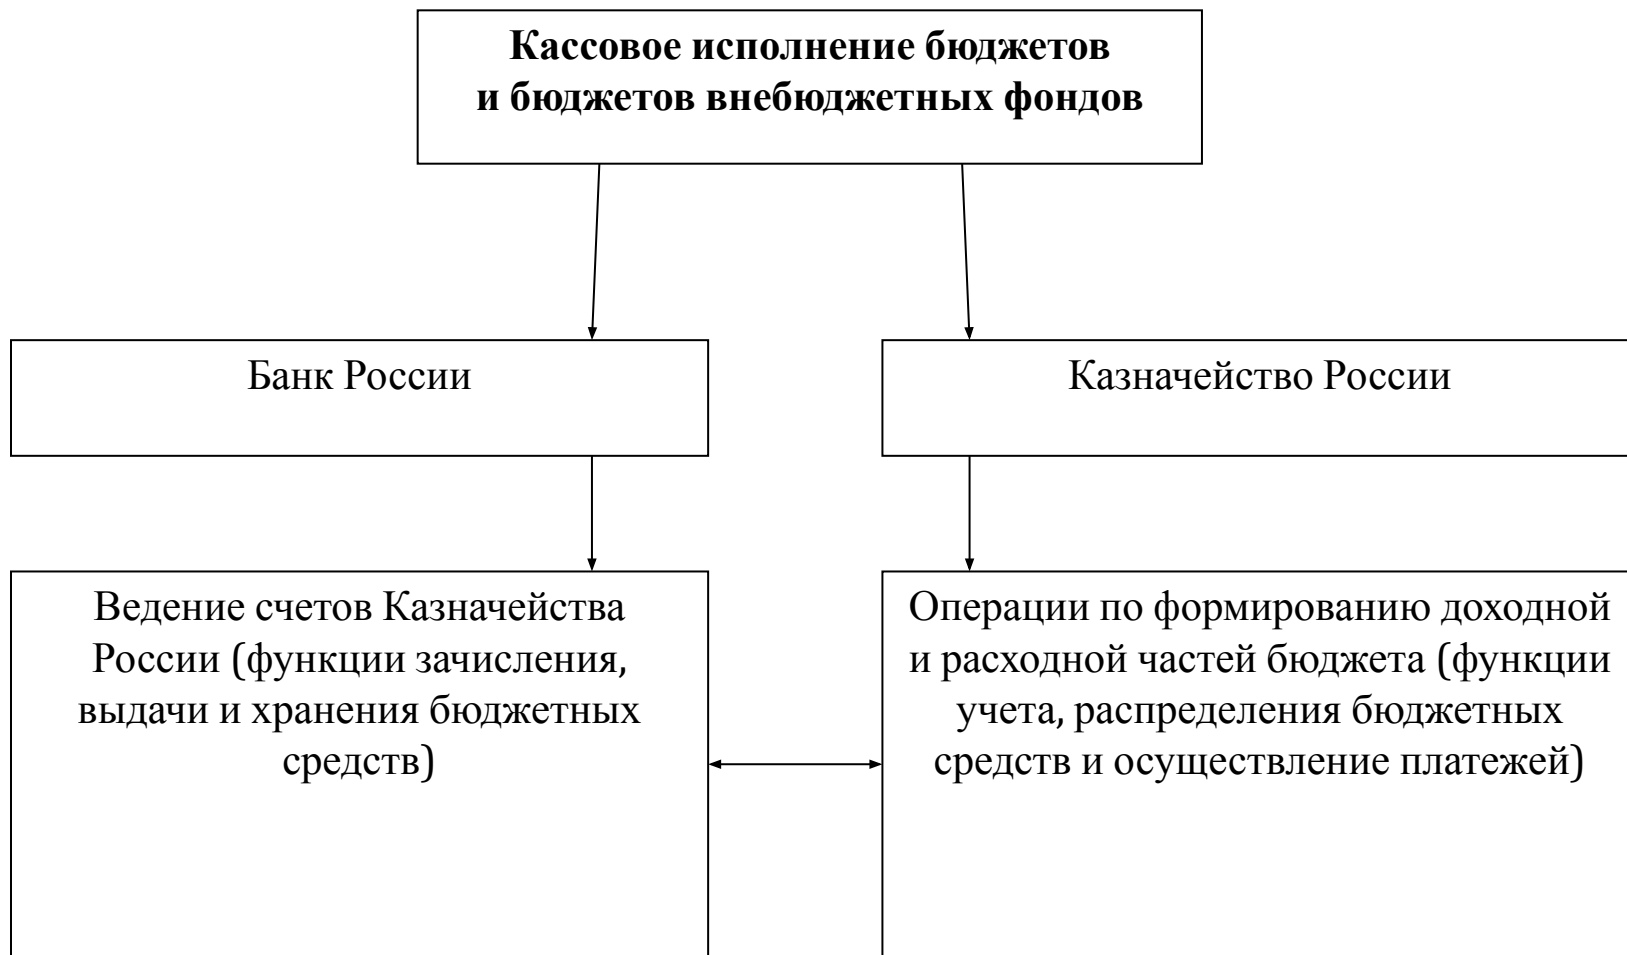 Кассовое исполнение бюджетов
и бюджетов внебюджетных фондов
Банк России
Казначейство России
Ведение счетов Казначейства
России (функции зачисления,
выдачи и хранения бюджетных
средств)
Операции по формированию доходной
и расходной частей бюджета (функции
учета, распределения бюджетных
средств и осуществление платежей)